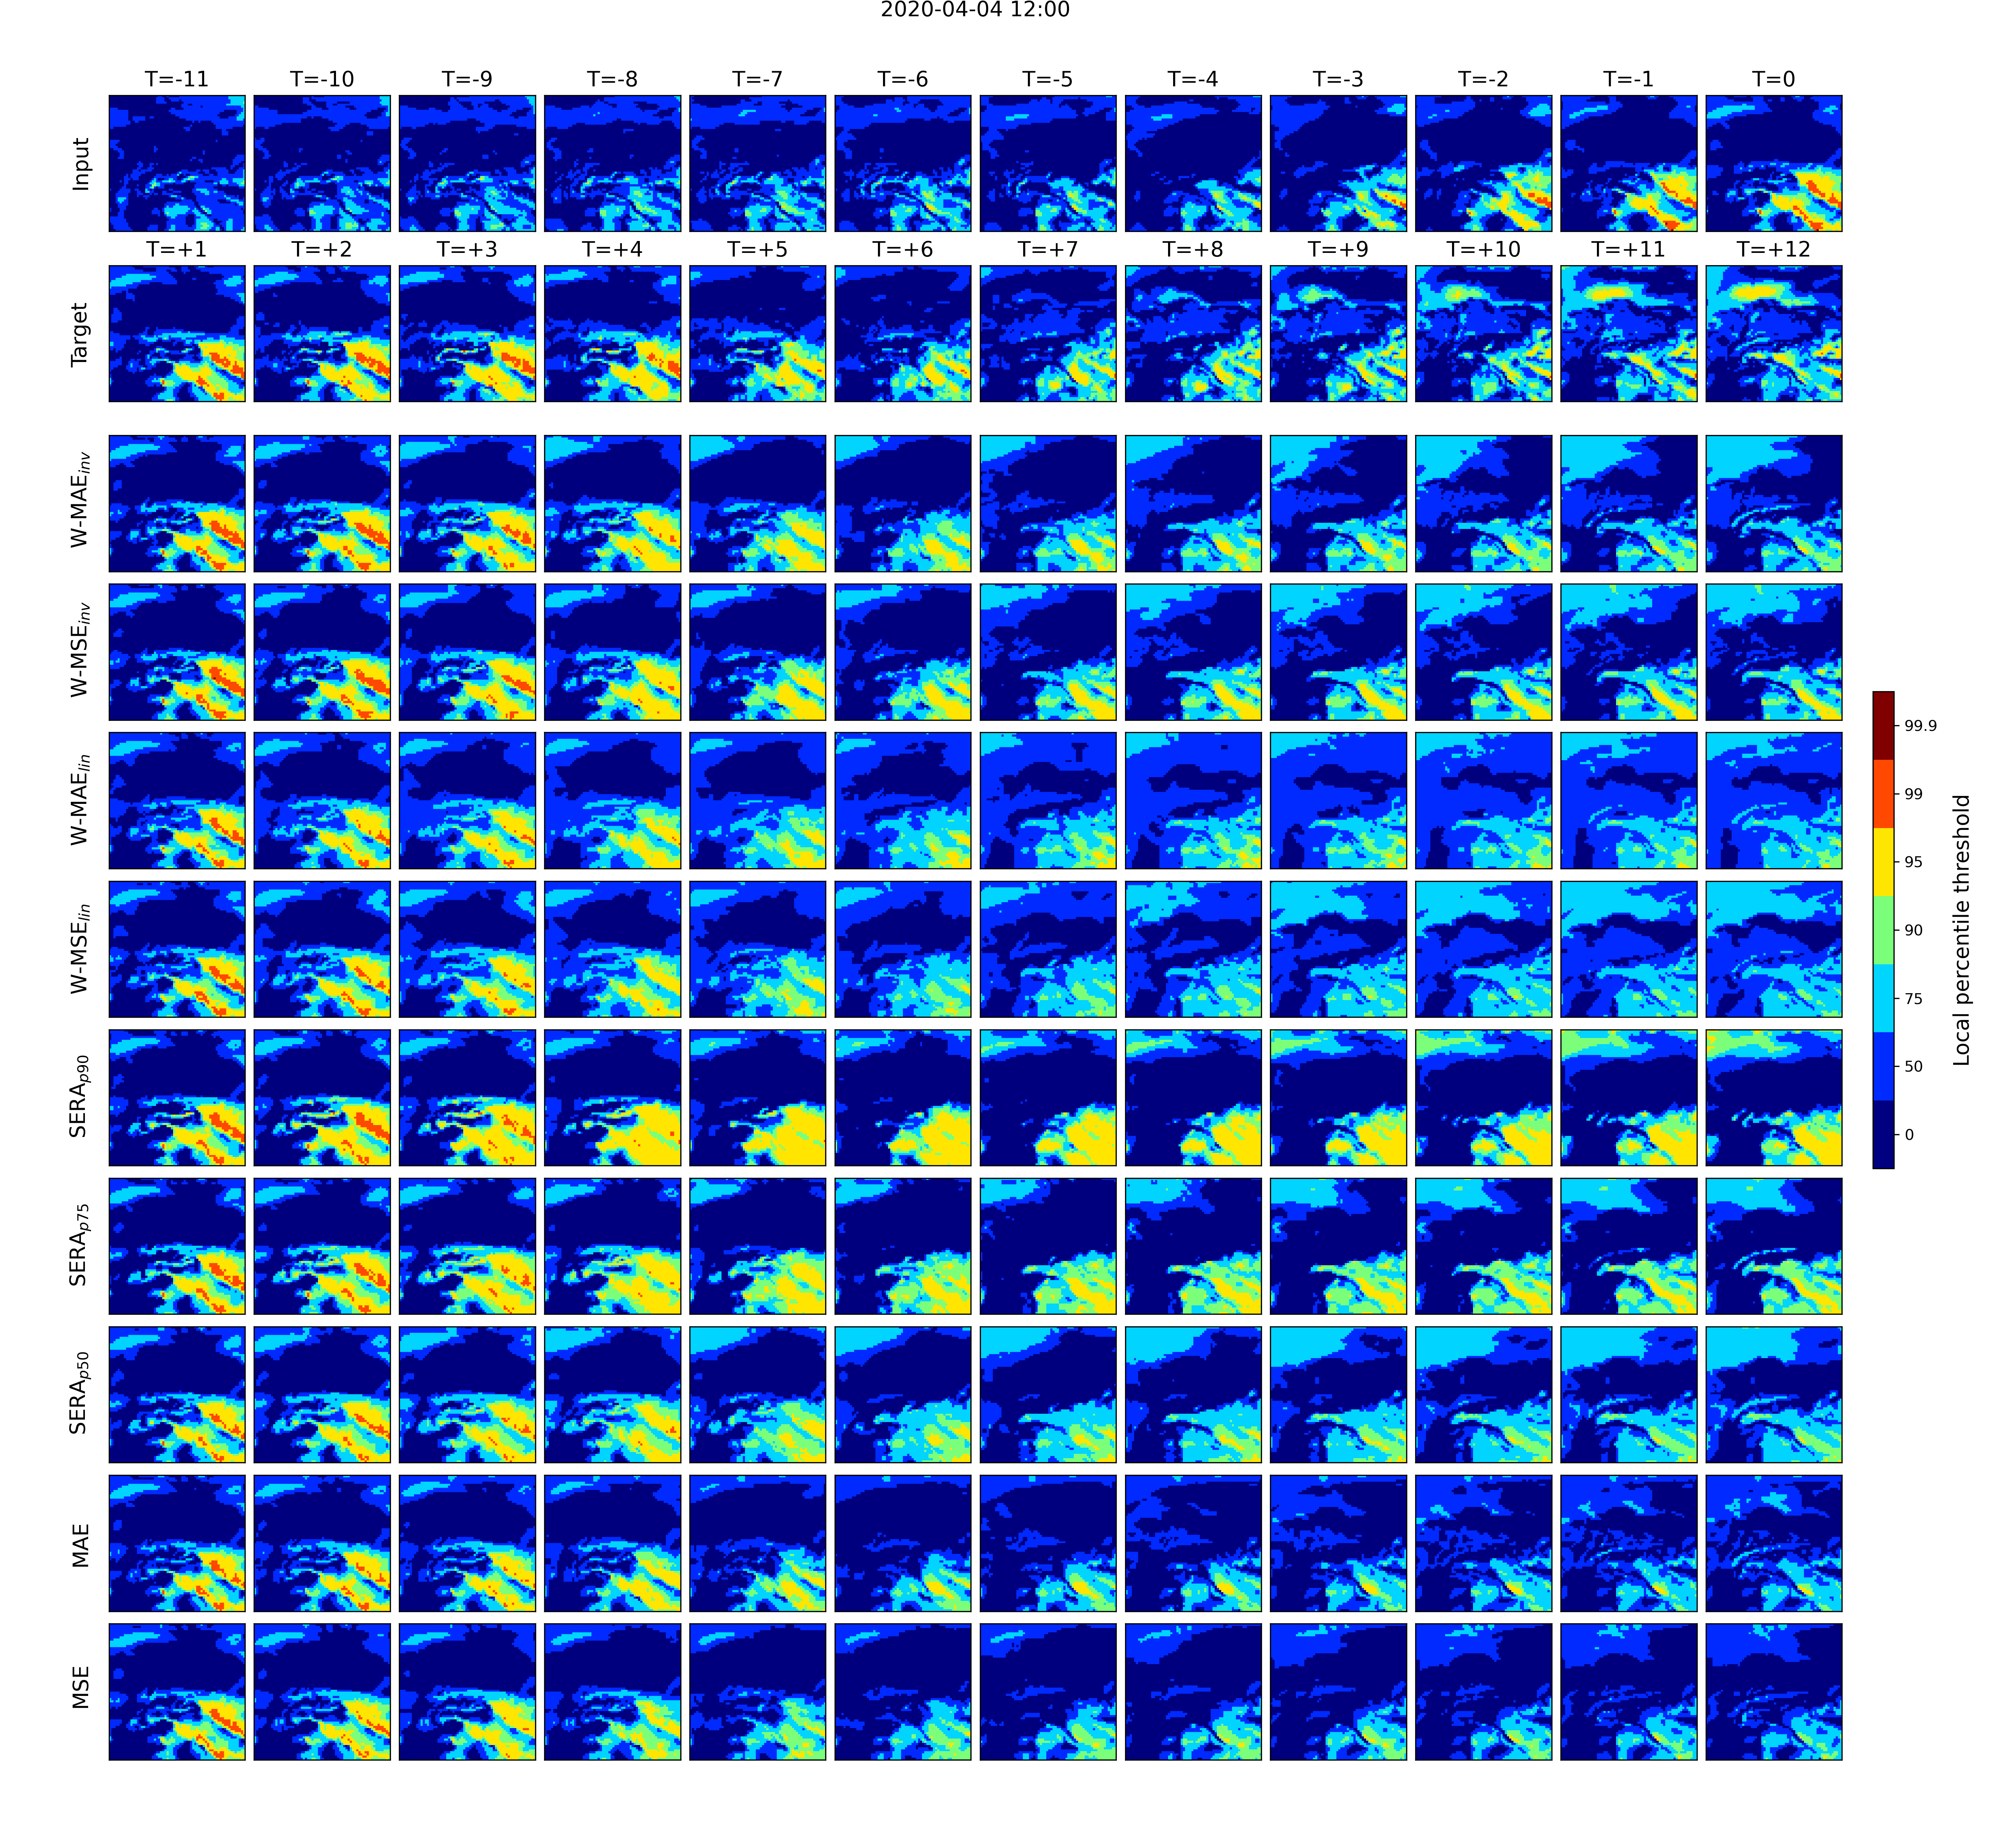 2020-04-04 12:00
T=-11 T=-10 T=-9 T=-8 T=-7 T=-6 T=-5 T=-4 T=-3 T=-2 T=-1 T=0
Input
T=+1 T=+2 T=+3 T=+4 T=+5 T=+6 T=+7 T=+8 T=+9 T=+10 T=+11 T=+12
Target
W-MAEinv
W-MSEinv
W-MAElin
W-MSElin
SERAp90
SERAp75
SERAp50
MAE
MSE
99.9
99
95
90
75
50
0
Local percentile threshold